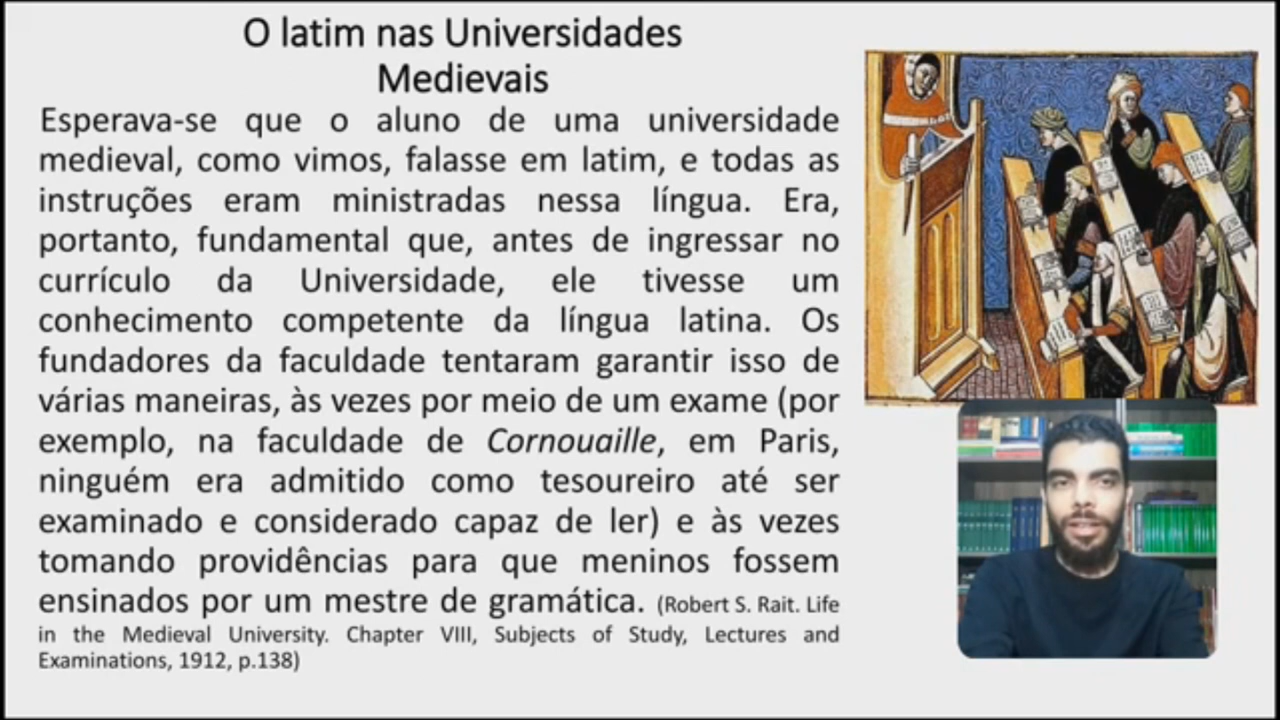 O latim nas Universidades
Medievais
Esperava-se que o aluno de uma universidade
medieval, como vimos, falasse em latim, e todas as
instruções eram ministradas nessa língua. Era,
portanto, fundamental que, antes de ingressar no
currículo da Universidade, ele tivesse um
conhecimento competente da língua latina. Os
fundadores da faculdade tentaram garantir isso de
várias maneiras, às vezes por meio de um exame (por
exemplo, na faculdade de Cornouaille, em Paris,
ninguém era admitido como tesoureiro até ser
examinado e considerado capaz de ler) e às vezes
tomando providências para que meninos fossem
ensinados por um mestre de gramática. (Robert S. Rait. Life
in the Medieval University. Chapter VIII, Subjects of Study, Lectures and
Examinations, 1912, p.138)